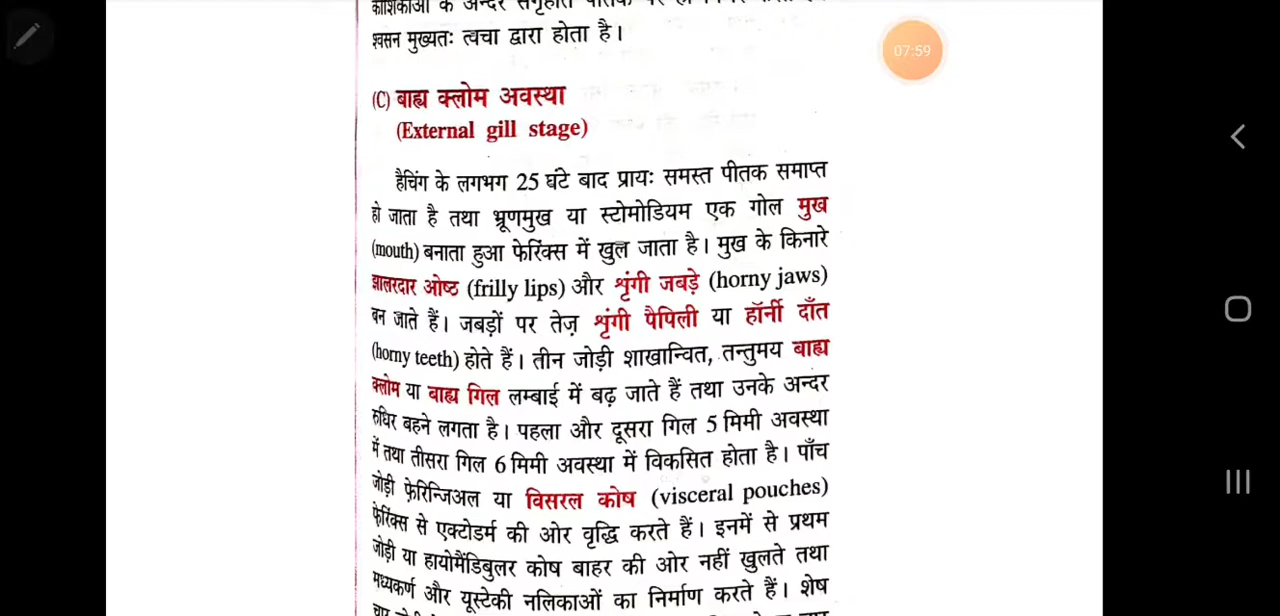 श्वसन मुख्यतः त्वचा द्वारा होता है।
07:59
(C) बाह्य क्लोम अवस्था
(External gill stage)
हैचिंग के लगभग 25 घंटे बाद प्रायः समस्त पीतक समाप्त
हो जाता है तथा भ्रूणमुख या स्टोमोडियम एक गोल मुख
(mouth) बनाता हुआ फेरिंक्स में खुल जाता है। मुख के किनारे
झालरदार ओष्ठ (frilly lips) और शृंगी जबड़े (horny jaws)
बन जाते हैं। जबड़ों पर तेज़ शृंगी पैपिली या हॉर्नी दाँत
(horny teeth) होते हैं। तीन जोड़ी शाखान्वित, तन्तुमय बाह्य
क्लोम या बाह्य गिल लम्बाई में बढ़ जाते हैं तथा उनके अन्दर
रुधिर बहने लगता है। पहला और दूसरा गिल 5 मिमी अवस्था
में तथा तीसरा गिल 6 मिमी अवस्था में विकसित होता है। पाँच
जोड़ी फ़ेरिन्जिअल या विसरल कोष (visceral pouches)
फ़ेरिंक्स से एक्टोडर्म की ओर वृद्धि करते हैं। इनमें से प्रथम
जोड़ी या हायोमैंडिबुलर कोष बाहर की ओर नहीं खुलते तथा
मध्यकर्ण और यूस्टेकी नलिकाओं का निर्माण करते हैं। शेष